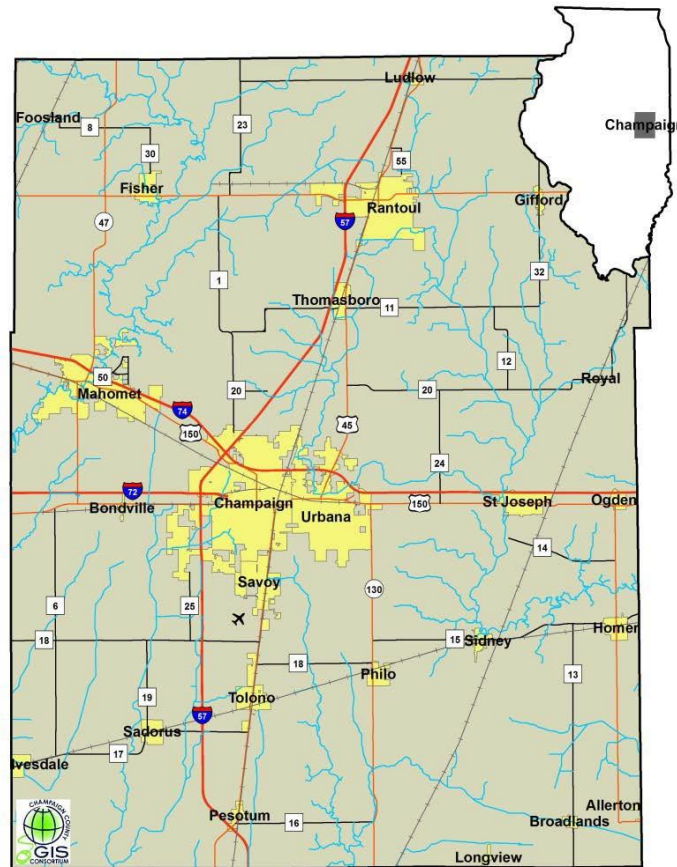 Ludlow
Foosland
8
23
Champaign
30
55
Fisher
Rantoul
Gifford
47
57
32
1
Thomasboro
11
12
50
Mahomet
20
20
Royal
74
150
45
24
72
Bondville
Champaign
Urbana
150
St Joseph
Ogden
14
Savoy
130
6
25
18
15
Sidney
Homer
18
Philo
13
19
Tolono
57
Sadorus
17
Ivesdale
Pesotum
16
Allerton
Broadlands
Longview
CHAMPAIGN COUNTY
GIS
CONSORTIUM